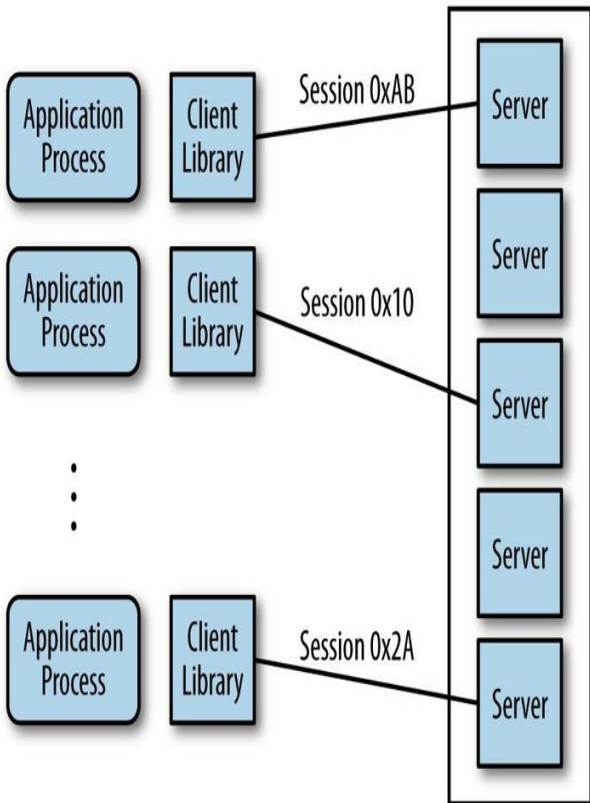 Application
Process
Client
Library
Session 0xAB
Server
Server
Application
Process
Client
Library
Session 0x10
Server
Server
Application
Process
Client
Library
Session 0x2A
Server